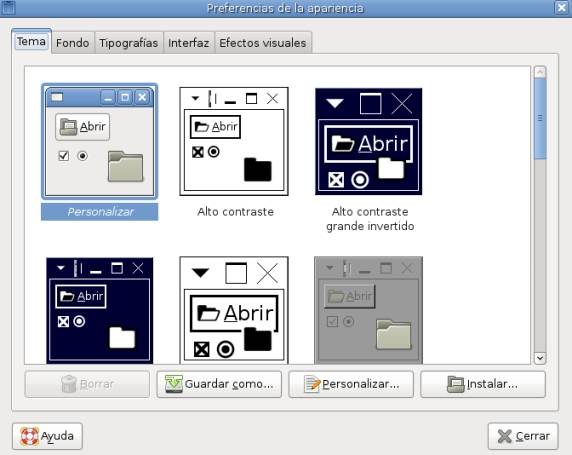 Preferencias de la apariencia
Tema Fondo Tipografías Interfaz Efectos visuales
Abrir Abrir Abrir
Personalizar Alto contraste Alto contraste
grande invertido
Abrir Abrir Abrir
Borrar Guardar como... Personalizar... Instalar...
Ayuda Cerrar